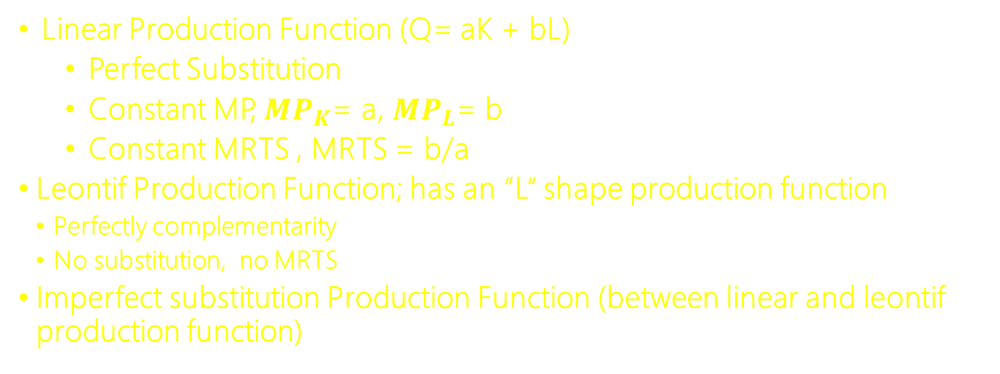 • Linear Production Function (Q= aK + bL)
• Perfect Substitution
• Constant MP, MP_K= a, MP_L= b
• Constant MRTS , MRTS = b/a
• Leontif Production Function; has an “L“ shape production function
• Perfectly complementarity
• No substitution,  no MRTS
• Imperfect substitution Production Function (between linear and leontif
production function)